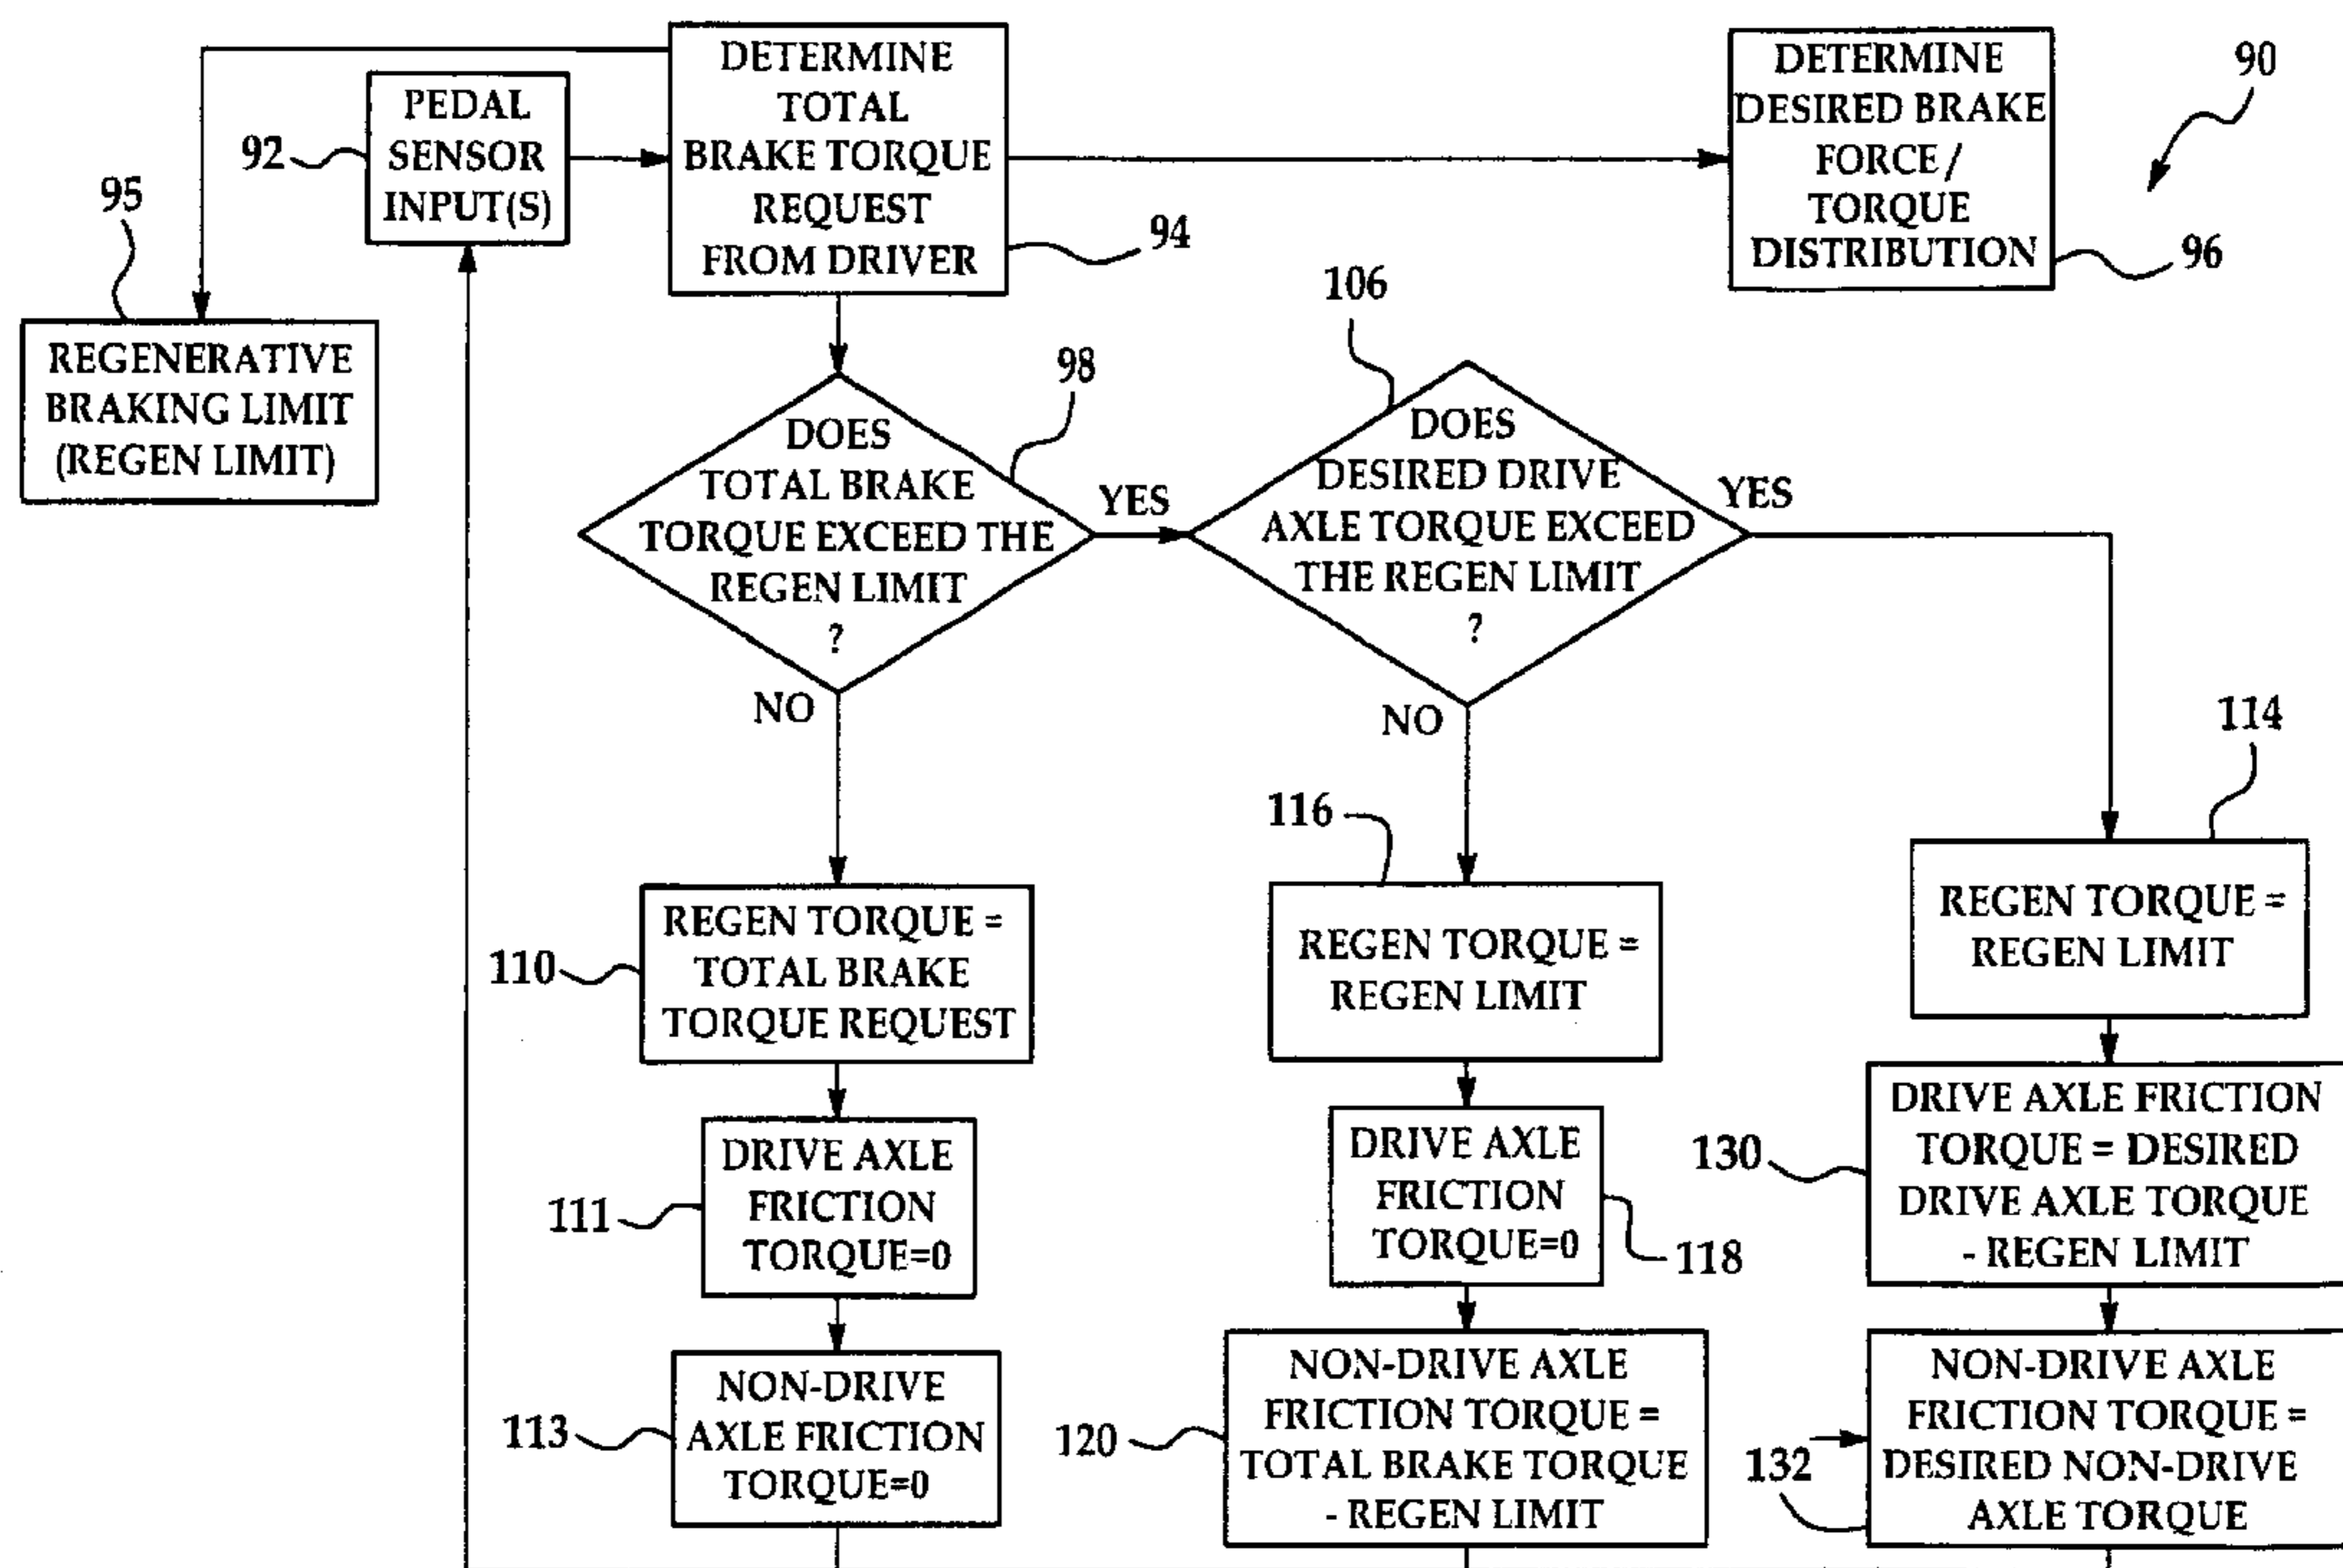 DETERMINE
TOTAL
BRAKE TORQUE
REQUEST
FROM DRIVER
94
DETERMINE
DESIRED BRAKE
FORCE/
TORQUE
DISTRIBUTION
96
90
PEDAL
SENSOR
INPUT(S)
92
95
REGENERATIVE
BRAKING LIMIT
(REGEN LIMIT)
98
DOES
TOTAL BRAKE
TORQUE EXCEED THE
REGEN LIMIT
?
YES
NO
106
DOES
DESIRED DRIVE
AXLE TORQUE EXCEED
THE REGEN LIMIT
?
YES
NO
110
REGEN TORQUE =
TOTAL BRAKE
TORQUE REQUEST
111
DRIVE AXLE
FRICTION
TORQUE=0
113
NON-DRIVE
AXLE FRICTION
TORQUE=0
116
REGEN TORQUE =
REGEN LIMIT
DRIVE AXLE
FRICTION
TORQUE=0
118
120
NON-DRIVE AXLE
FRICTION TORQUE =
TOTAL BRAKE TORQUE
- REGEN LIMIT
114
REGEN TORQUE =
REGEN LIMIT
130
DRIVE AXLE FRICTION
TORQUE = DESIRED
DRIVE AXLE TORQUE
- REGEN LIMIT
132
NON-DRIVE AXLE
FRICTION TORQUE =
DESIRED NON-DRIVE
AXLE TORQUE